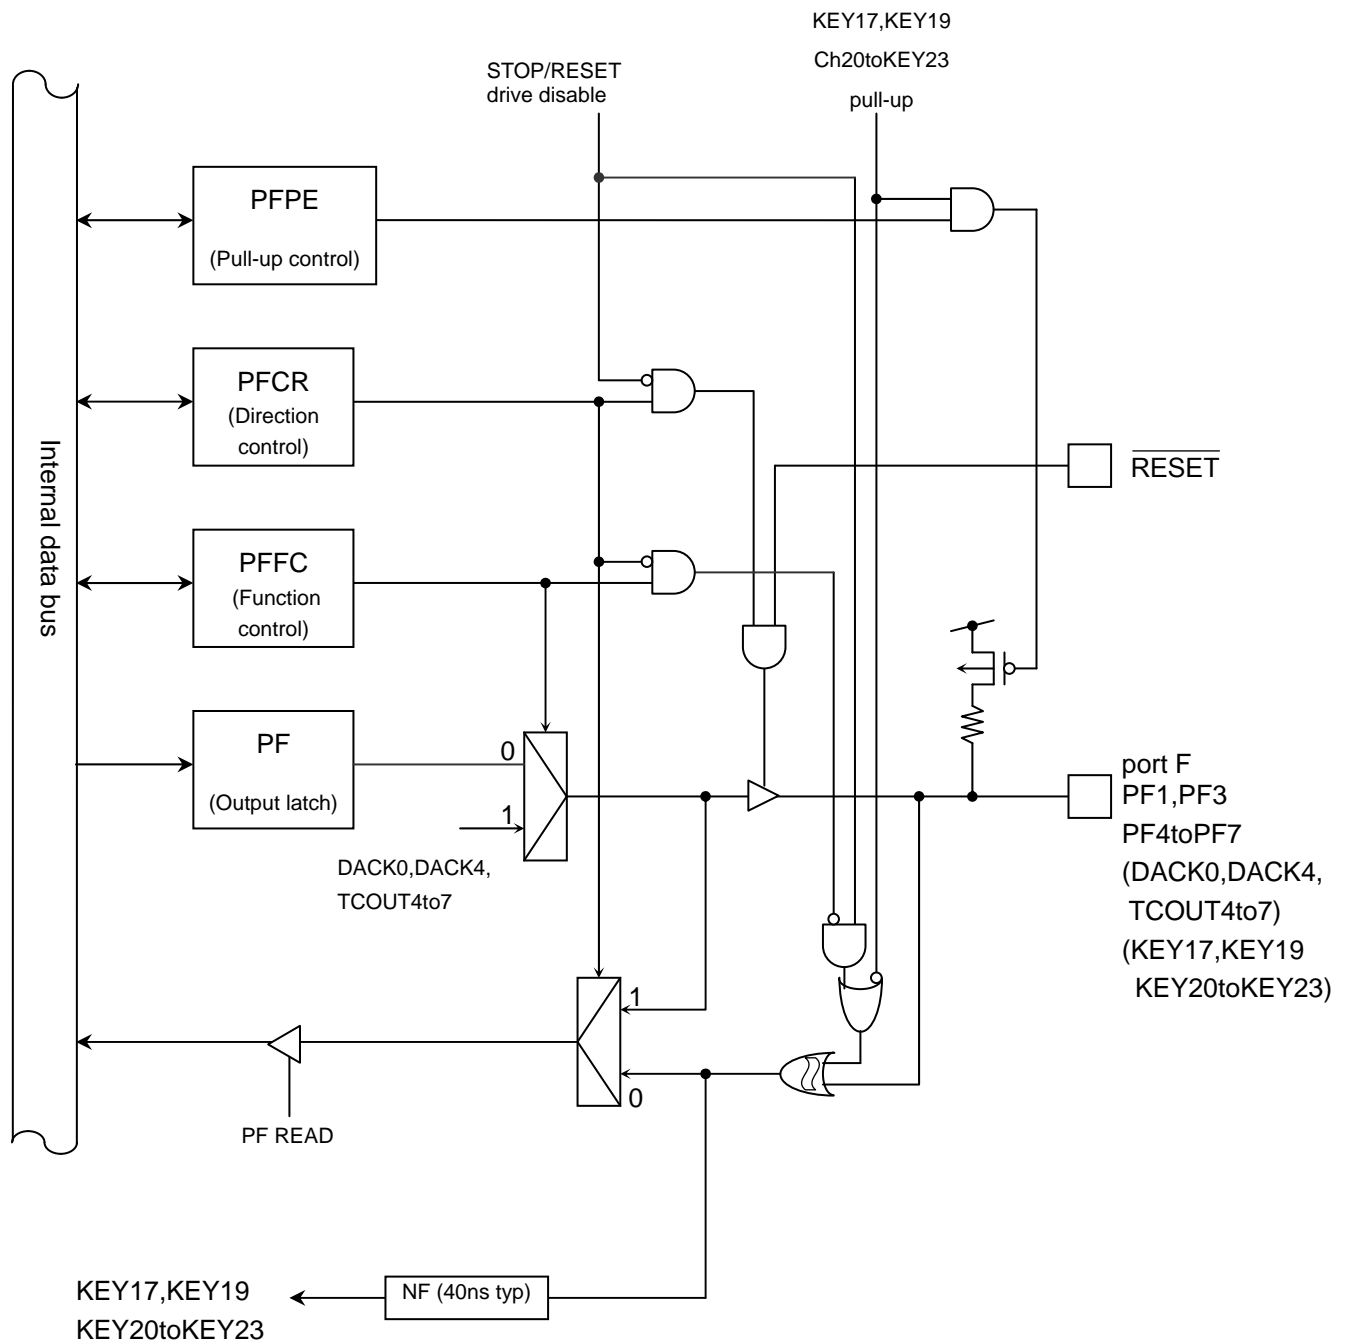 KEY17,KEY19
Ch20toKEY23
pull-up
STOP/RESET
drive disable
PFPE
(Pull-up control)
PFCR
(Direction
control)
Internal data bus
RESET
PFFC
(Function
control)
PF
(Output latch)
0
1
DACK0,DACK4,
TCOUT4to7
port F
PF1,PF3
PF4toPF7
(DACK0,DACK4,
TCOUT4to7)
(KEY17,KEY19
KEY20toKEY23)
1
0
PF READ
NF (40ns typ)
KEY17,KEY19
KEY20toKEY23